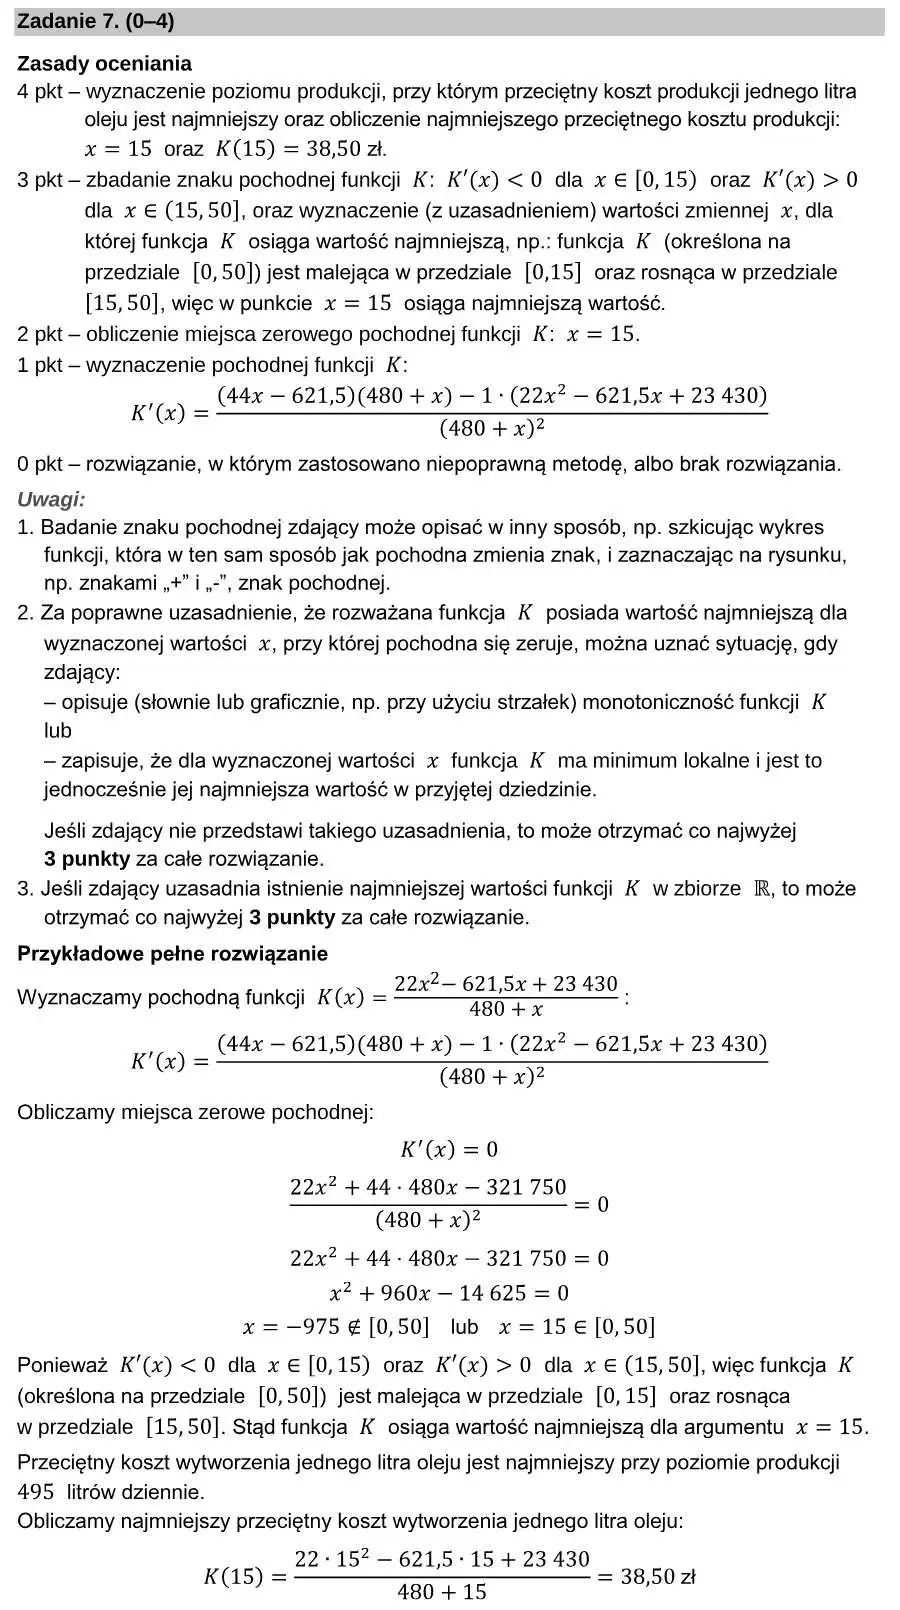 Zadanie 7. (0–4)
Zasady oceniania
4 pkt – wyznaczenie poziomu produkcji, przy którym przeciętny koszt produkcji jednego litra
oleju jest najmniejszy oraz obliczenie najmniejszego przeciętnego kosztu produkcji:
x = 15 oraz K(15) = 38,50 zł.
3 pkt – zbadanie znaku pochodnej funkcji K: K′(x) < 0 dla x ∈ [0, 15) oraz K′(x) > 0
dla x ∈ (15, 50], oraz wyznaczenie (z uzasadnieniem) wartości zmiennej x, dla
której funkcja K osiąga wartość najmniejszą, np.: funkcja K (określona na
przedziale [0, 50]) jest malejąca w przedziale [0,15] oraz rosnąca w przedziale
[15, 50], więc w punkcie x = 15 osiąga najmniejszą wartość.
2 pkt – obliczenie miejsca zerowego pochodnej funkcji K: x = 15.
1 pkt – wyznaczenie pochodnej funkcji K:
K′(x) = (44x − 621,5)(480 + x) − 1 · (22x² − 621,5x + 23 430) / (480 + x)²
0 pkt – rozwiązanie, w którym zastosowano niepoprawną metodę, albo brak rozwiązania.
Uwagi:
1. Badanie znaku pochodnej zdający może opisać w inny sposób, np. szkicując wykres
funkcji, która w ten sam sposób jak pochodna zmienia znak, i zaznaczając na rysunku,
np. znakami „+” i „-”, znak pochodnej.
2. Za poprawne uzasadnienie, że rozważana funkcja K posiada wartość najmniejszą dla
wyznaczonej wartości x, przy której pochodna się zeruje, można uznać sytuację, gdy
zdający:
– opisuje (słownie lub graficznie, np. przy użyciu strzałek) monotoniczność funkcji K
lub
– zapisuje, że dla wyznaczonej wartości x funkcja K ma minimum lokalne i jest to
jednocześnie jej najmniejsza wartość w przyjętej dziedzinie.
Jeśli zdający nie przedstawi takiego uzasadnienia, to może otrzymać co najwyżej
3 punkty za całe rozwiązanie.
3. Jeśli zdający uzasadnia istnienie najmniejszej wartości funkcji K w zbiorze ℝ, to może
otrzymać co najwyżej 3 punkty za całe rozwiązanie.
Przykładowe pełne rozwiązanie
Wyznaczamy pochodną funkcji K(x) = 22x² − 621,5x + 23 430 / 480 + x :
K′(x) = (44x − 621,5)(480 + x) − 1 · (22x² − 621,5x + 23 430) / (480 + x)²
Obliczamy miejsca zerowe pochodnej:
K′(x) = 0
22x² + 44 · 480x − 321 750 / (480 + x)² = 0
22x² + 44 · 480x − 321 750 = 0
x² + 960x − 14 625 = 0
x = −975 ∉ [0, 50] lub x = 15 ∈ [0, 50]
Ponieważ K′(x) < 0 dla x ∈ [0, 15) oraz K′(x) > 0 dla x ∈ (15, 50], więc funkcja K
(określona na przedziale [0, 50]) jest malejąca w przedziale [0, 15] oraz rosnąca
w przedziale [15, 50]. Stąd funkcja K osiąga wartość najmniejszą dla argumentu x = 15.
Przeciętny koszt wytworzenia jednego litra oleju jest najmniejszy przy poziomie produkcji
495 litrów dziennie.
Obliczamy najmniejszy przeciętny koszt wytworzenia jednego litra oleju:
K(15) = 22 · 15² − 621,5 · 15 + 23 430 / 480 + 15 = 38,50 zł